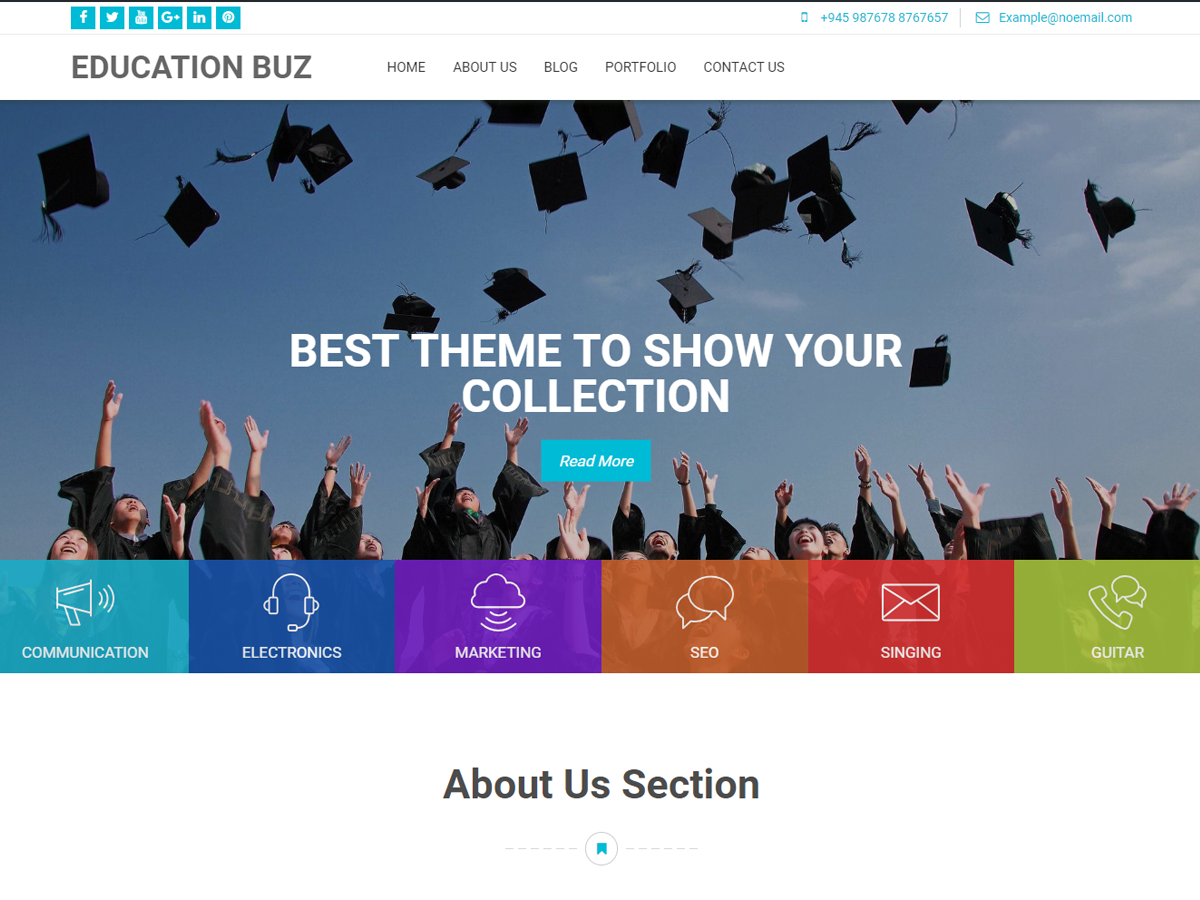 +945 987678 8767657 Example@noemail.com
EDUCATION BUZ
HOME ABOUT US BLOG PORTFOLIO CONTACT US
BEST THEME TO SHOW YOUR
COLLECTION
Read More
COMMUNICATION ELECTRONICS MARKETING SEO SINGING GUITAR
About Us Section